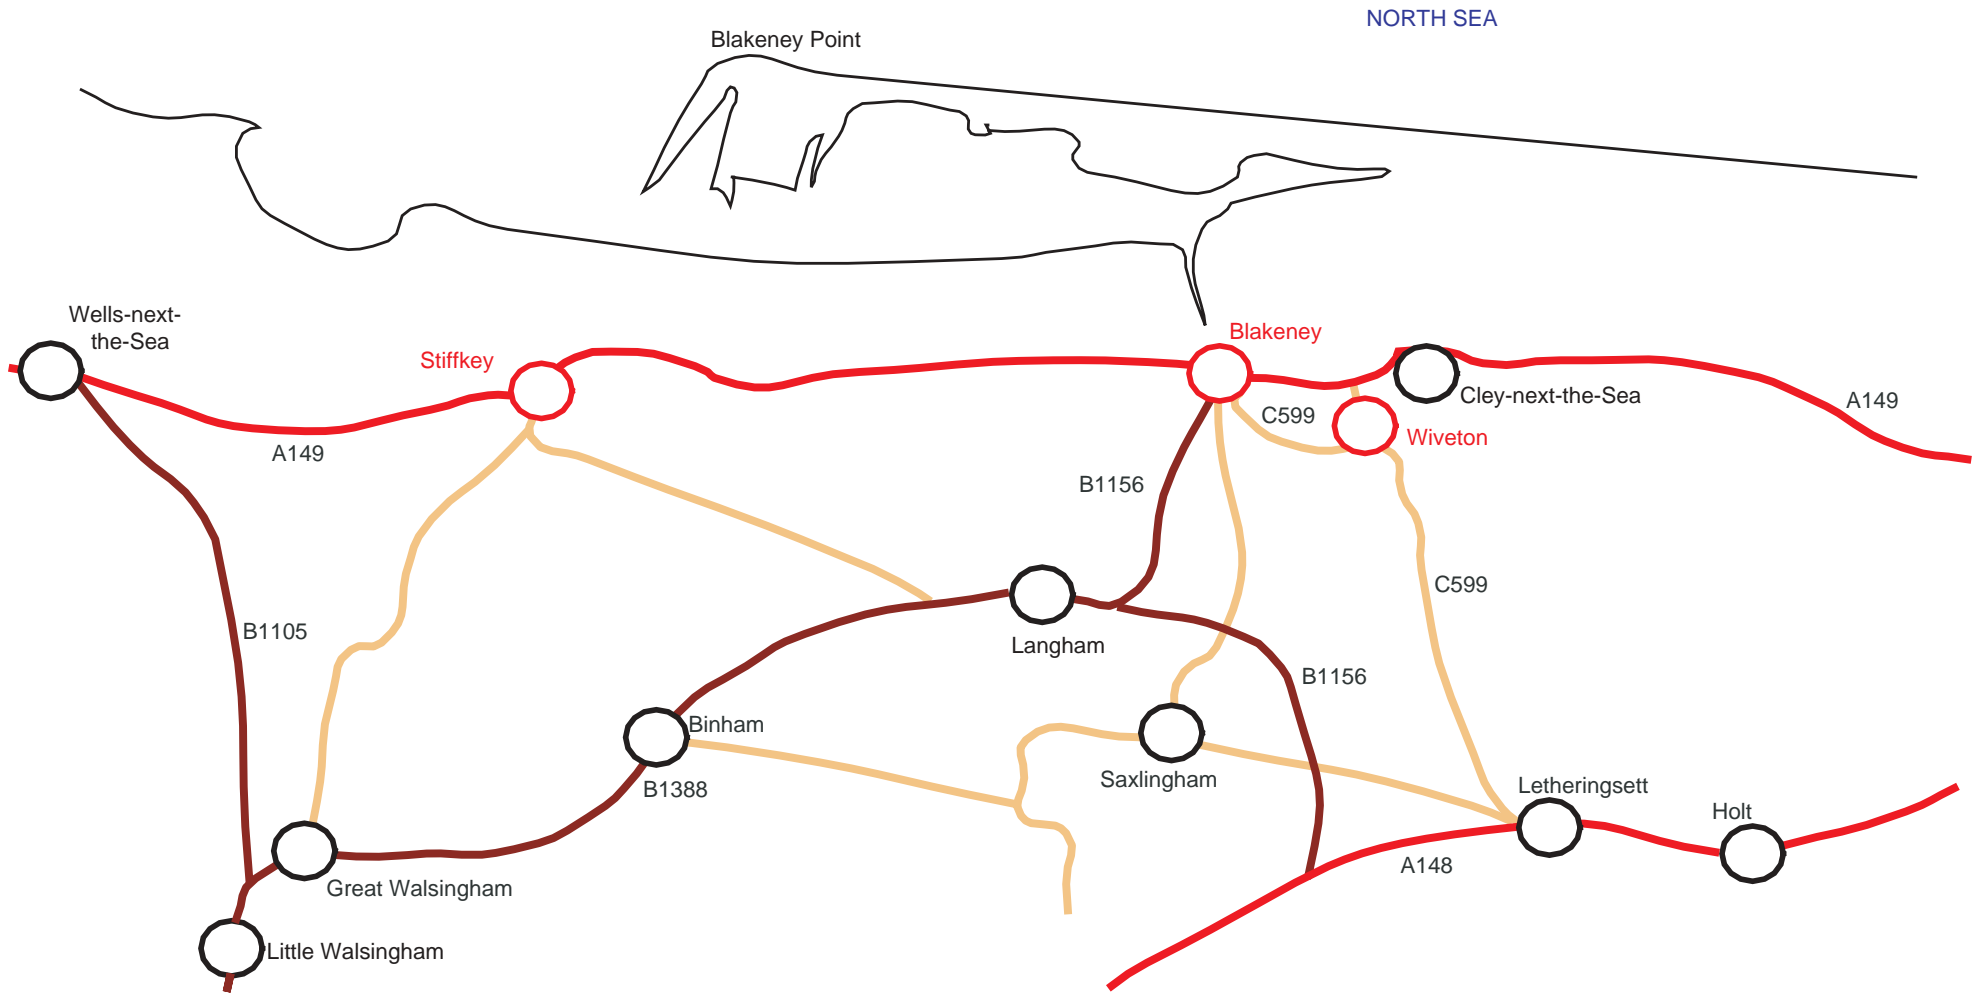 NORTH SEA
Blakeney Point
Wells-next-
the-Sea
Stiffkey
Blakeney
Cley-next-the-Sea
A149
C599
Wiveton
A149
B1156
C599
B1105
Langham
B1156
Binham
Saxlingham
B1388
Letheringsett
Holt
A148
Great Walsingham
Little Walsingham